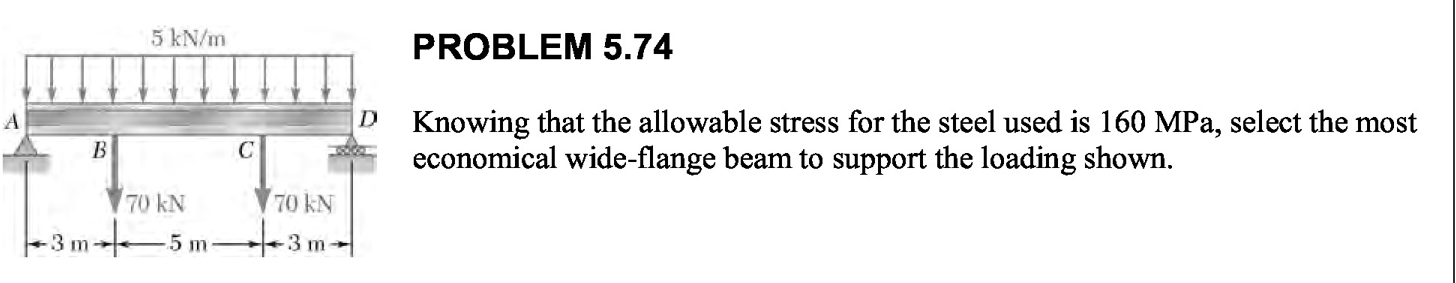 5 kN/m
PROBLEM 5.74
A
D
Knowing that the allowable stress for the steel used is 160 MPa, select the most
B
C
economical wide-flange beam to support the loading shown.
70 kN
70 kN
3 m
5 m
3 m